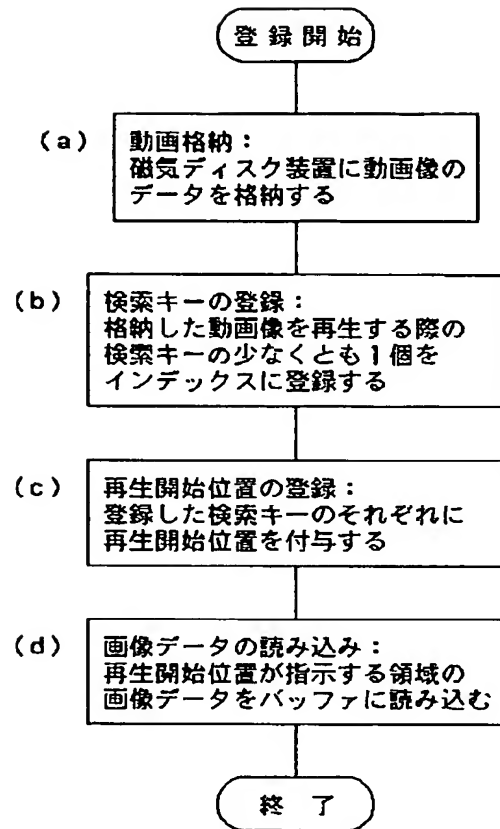 登録開始
(a) 動画格納：
磁気ディスク装置に動画像の
データを格納する
(b) 検索キーの登録：
格納した動画像を再生する際の
検索キーの少なくとも1個を
インデックスに登録する
(c) 再生開始位置の登録：
登録した検索キーのそれぞれに
再生開始位置を付与する
(d) 画像データの読み込み：
再生開始位置が指示する領域の
画像データをバッファに読み込む
終了